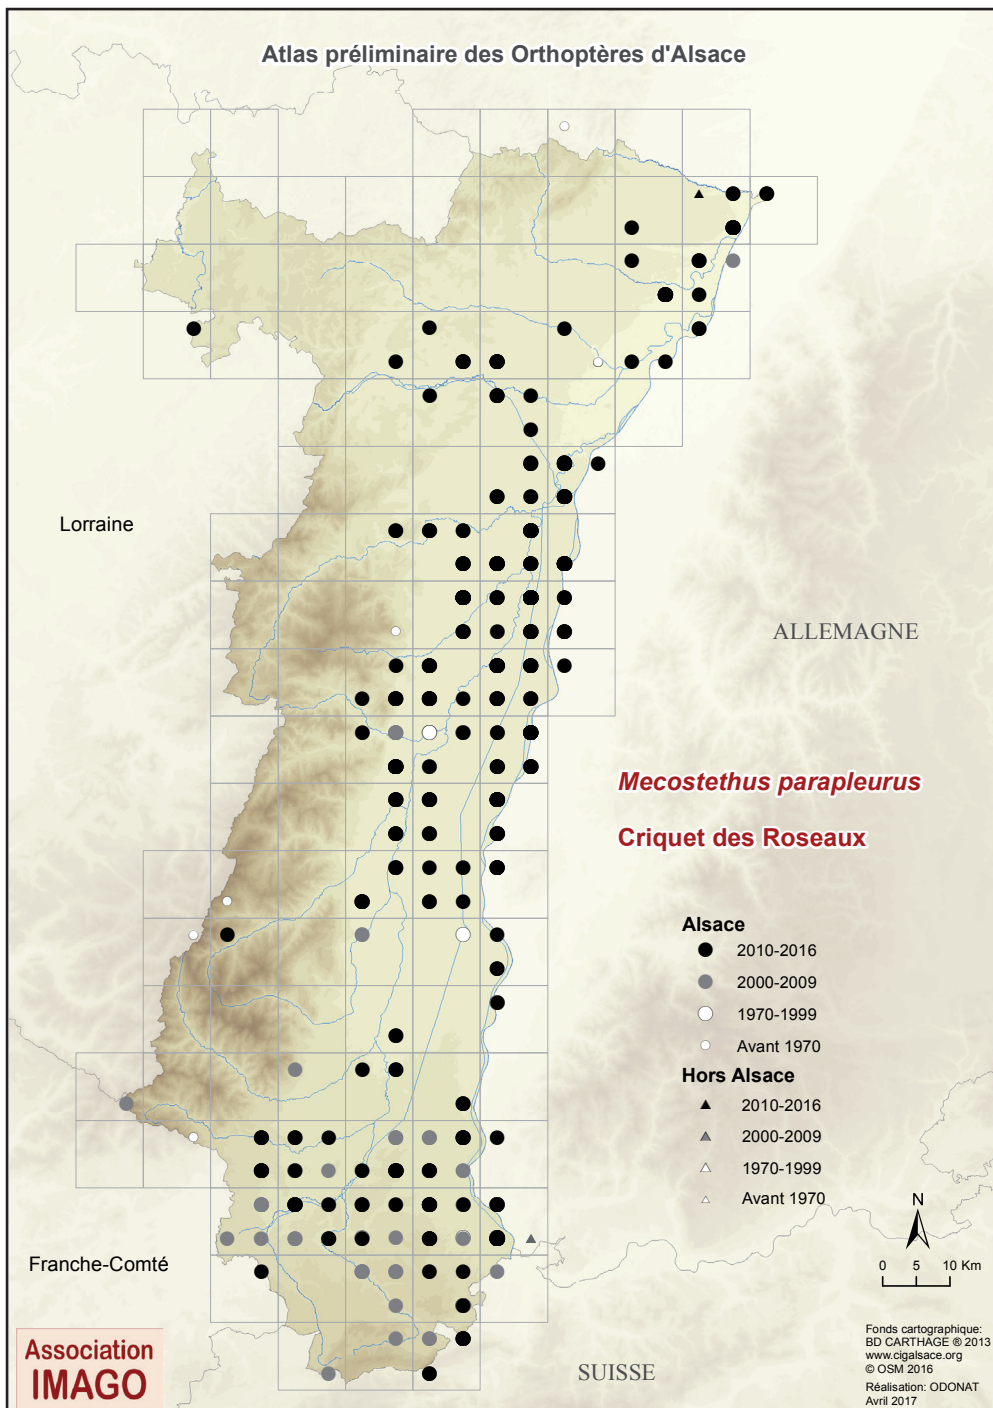 Atlas préliminaire des Orthoptères d'Alsace
Lorraine
ALLEMAGNE
Mecostethus parapleurus
Criquet des Roseaux
Alsace
2010-2016
2000-2009
1970-1999
Avant 1970
Hors Alsace
2010-2016
2000-2009
1970-1999
Avant 1970
N
0 5 10 Km
Franche-Comté
SUISSE
Association
IMAGO
Fonds cartographique:
BD CARTHAGE ® 2013
www.cigalsace.org
© OSM 2016
Réalisation: ODONAT
Avril 2017